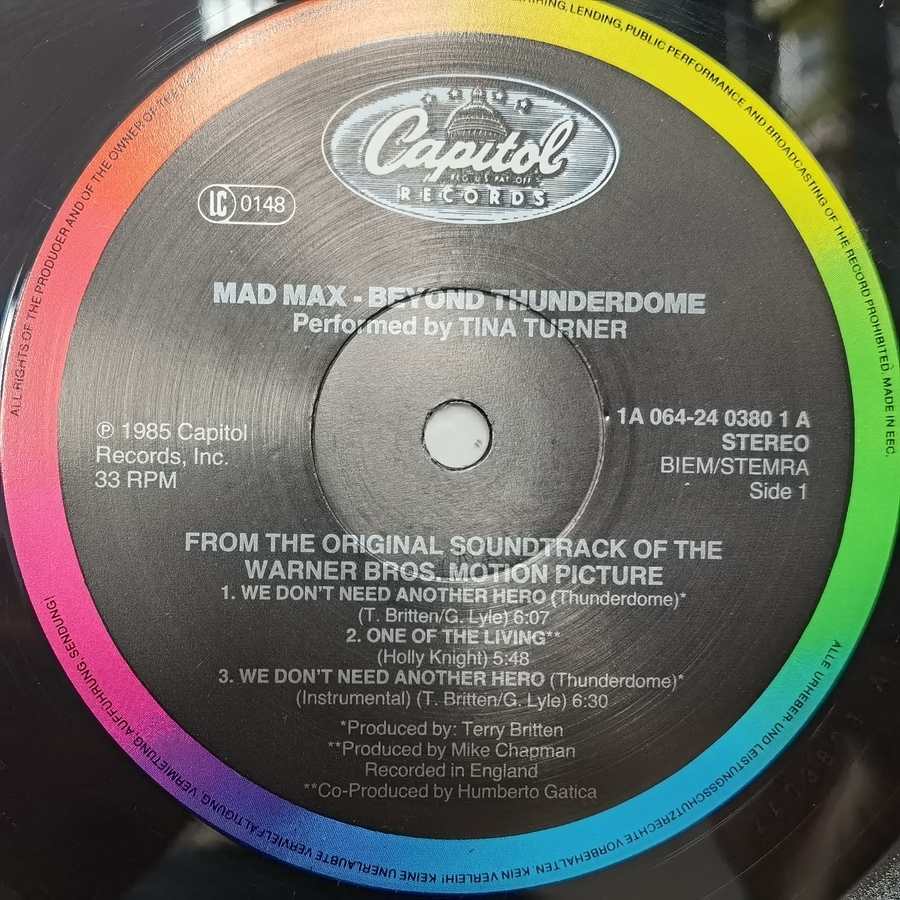 Capitol
REG. U.S. PAT. OFF.
RECORDS
LC 0148
MAD MAX - BEYOND THUNDERDOME
Performed by TINA TURNER
℗ 1985 Capitol
Records, Inc.
33 RPM
1A 064-24 0380 1 A
STEREO
BIEM/STEMRA
Side 1
FROM THE ORIGINAL SOUNDTRACK OF THE
WARNER BROS. MOTION PICTURE
1. WE DON'T NEED ANOTHER HERO (Thunderdome)*
(T. Britten/G. Lyle) 6:07
2. ONE OF THE LIVING**
(Holly Knight) 5:48
3. WE DON'T NEED ANOTHER HERO (Thunderdome)*
(Instrumental) (T. Britten/G. Lyle) 6:30
*Produced by: Terry Britten
**Produced by Mike Chapman
Recorded in England
**Co-Produced by Humberto Gatica
ALL RIGHTS OF THE PRODUCER AND OF THE OWNER OF THE
LENDING, PUBLIC PERFORMANCE AND BROADCASTING OF THE RECORD PROHIBITED. MADE IN EEC.
ALLE URHEBER- UND LEISTUNGSSCHUTZRECHTE VORBEHALTEN. KEIN VERLEIH! KEINE UNERLAUBTE VERVIELFÄLTIGUNG, VERMIETUNG, AUFFÜHRUNG, SENDUNG!